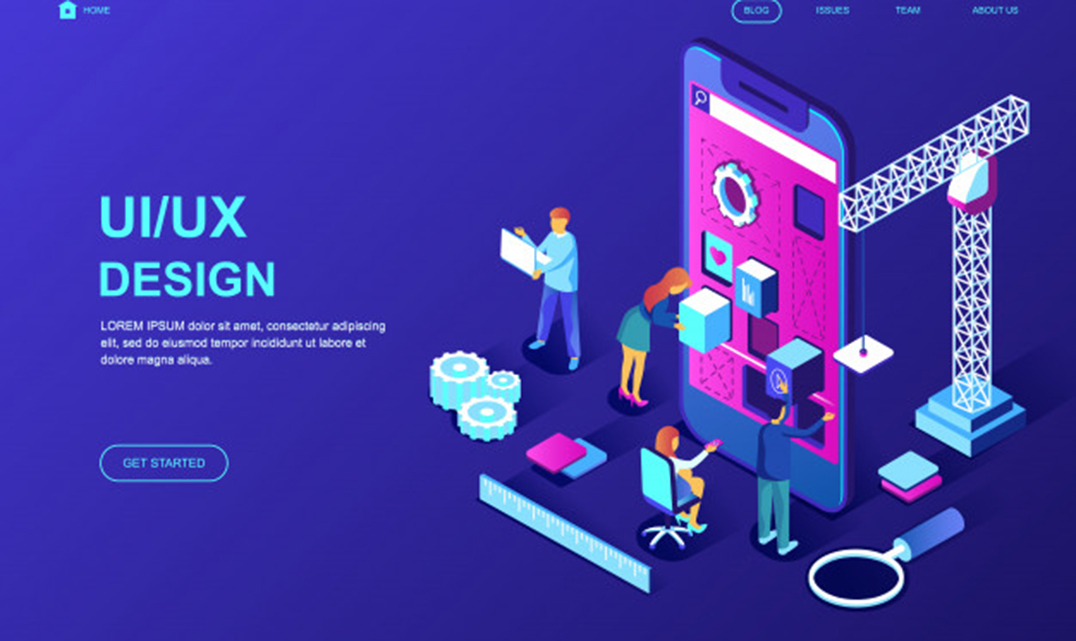 HOME
BLOG
ISSUES
TEAM
ABOUT US
UI/UX
DESIGN
LOREM IPSUM dolor sit amet, consectetur adipiscing
elit, sed do eiusmod tempor incididunt ut labore et
dolore magna aliqua.
GET STARTED